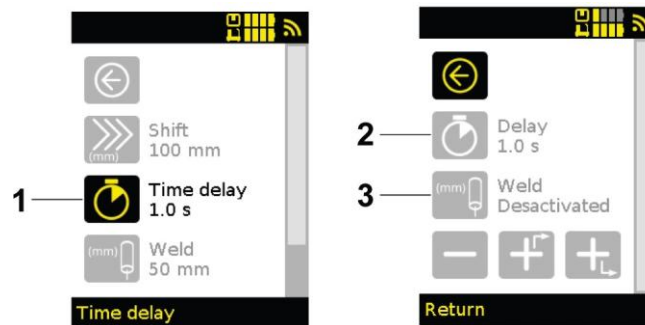 Shift
(mm) 100 mm
1
Time delay
1.0 s
(mm) Weld
50 mm
Time delay
2
Delay
1.0 s
3
(mm) Weld
Desactivated
Return